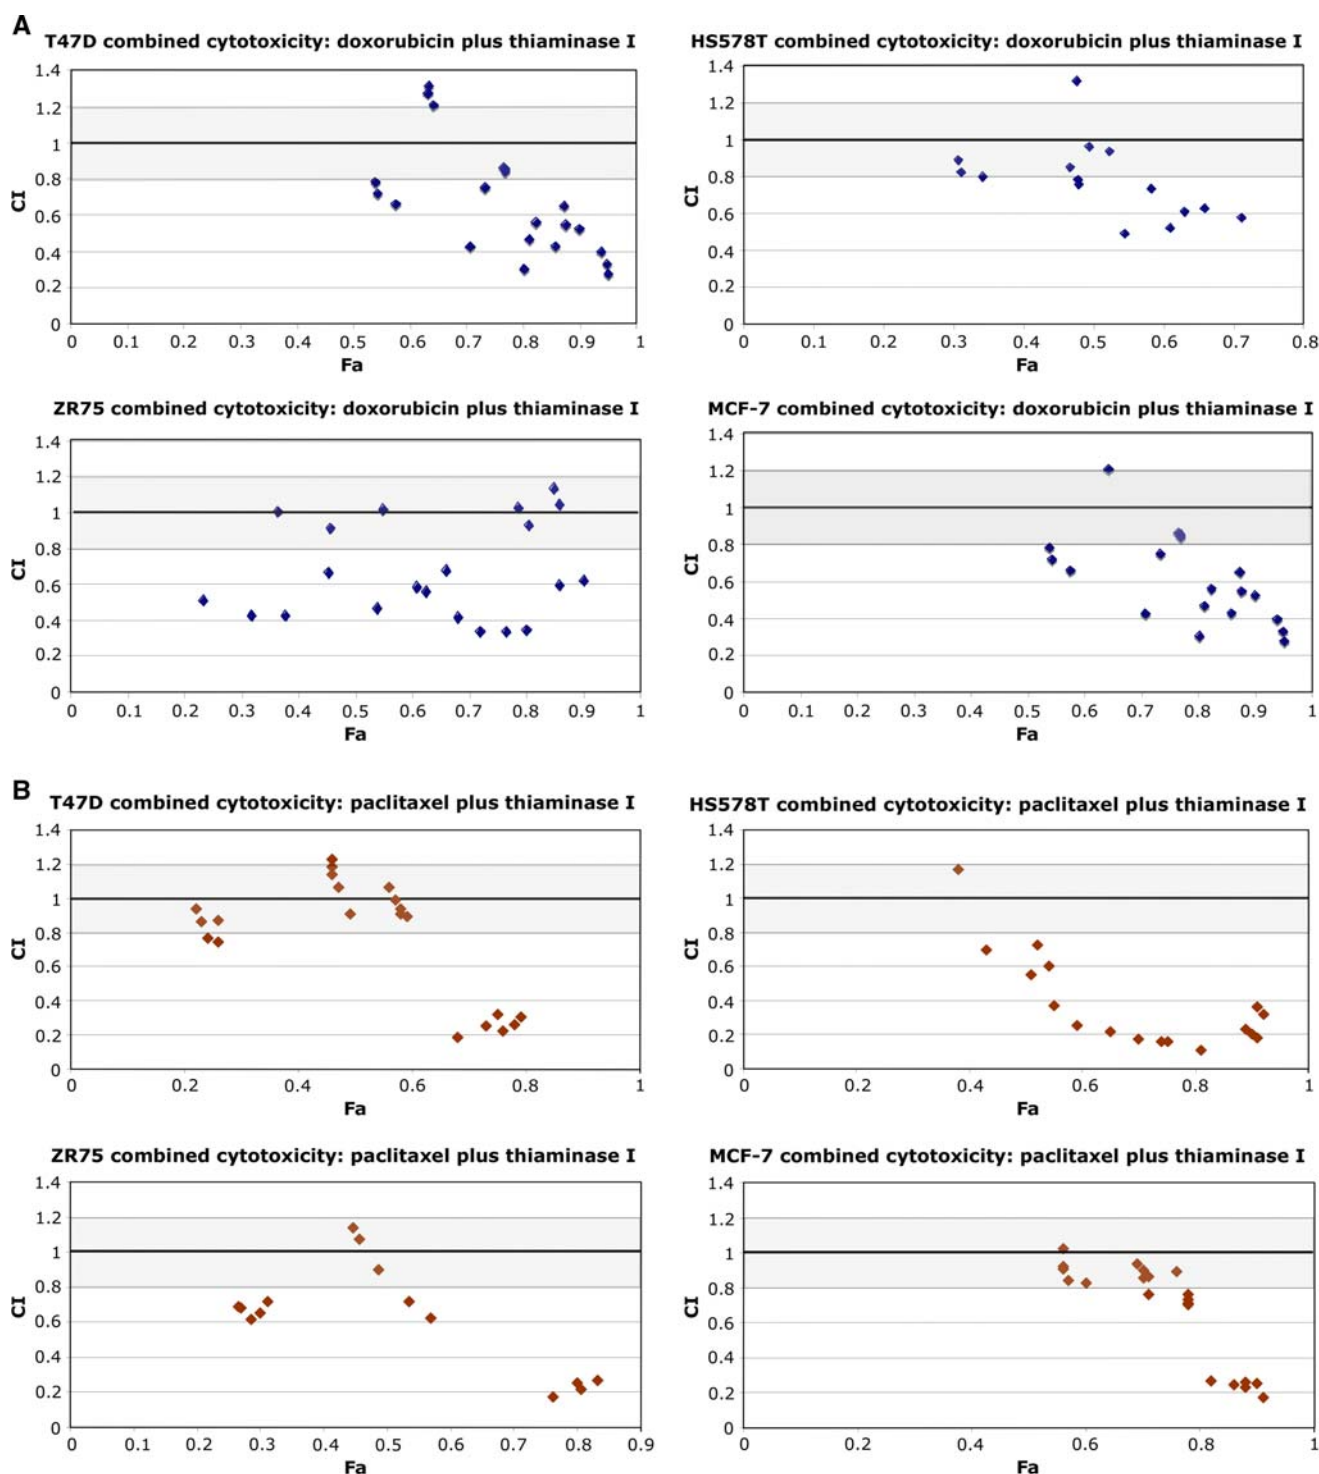 A
T47D combined cytotoxicity: doxorubicin plus thiaminase I
1.4
1.2
1
0.8
0.6
0.4
0.2
0
CI
0 0.1 0.2 0.3 0.4 0.5 0.6 0.7 0.8 0.9 1
Fa
HS578T combined cytotoxicity: doxorubicin plus thiaminase I
1.4
1.2
1
0.8
0.6
0.4
0.2
0
CI
0 0.1 0.2 0.3 0.4 0.5 0.6 0.7 0.8
Fa
ZR75 combined cytotoxicity: doxorubicin plus thiaminase I
1.4
1.2
1
0.8
0.6
0.4
0.2
0
CI
0 0.1 0.2 0.3 0.4 0.5 0.6 0.7 0.8 0.9 1
Fa
MCF-7 combined cytotoxicity: doxorubicin plus thiaminase I
1.4
1.2
1
0.8
0.6
0.4
0.2
0
CI
0 0.1 0.2 0.3 0.4 0.5 0.6 0.7 0.8 0.9 1
Fa
B
T47D combined cytotoxicity: paclitaxel plus thiaminase I
1.4
1.2
1
0.8
0.6
0.4
0.2
0
CI
0 0.2 0.4 0.6 0.8 1
Fa
HS578T combined cytotoxicity: paclitaxel plus thiaminase I
1.4
1.2
1
0.8
0.6
0.4
0.2
0
CI
0 0.2 0.4 0.6 0.8 1
Fa
ZR75 combined cytotoxicity: paclitaxel plus thiaminase I
1.4
1.2
1
0.8
0.6
0.4
0.2
0
CI
0 0.1 0.2 0.3 0.4 0.5 0.6 0.7 0.8 0.9
Fa
MCF-7 combined cytotoxicity: paclitaxel plus thiaminase I
1.4
1.2
1
0.8
0.6
0.4
0.2
0
CI
0 0.2 0.4 0.6 0.8 1
Fa